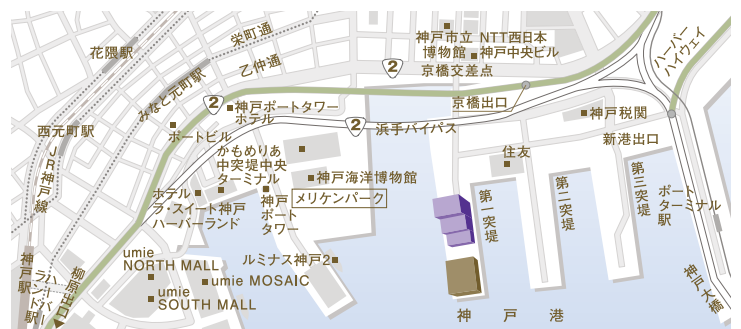 花隈駅
栄町通
乙仲通
みなと元町駅
西元町駅
JR神戸線
ポートビル
2
神戸ポートタワー
ホテル
2
2
浜手バイパス
京橋交差点
神戸市立
博物館
NTT西日本
神戸中央ビル
京橋出口
ハーバー
ハイウェイ
神戸税関
新港出口
住友
かもめりあ
中突堤中央
ターミナル
神戸海洋博物館
メリケンパーク
ホテル
ラ・スイート神戸
ハーバーランド
神戸
ポート
タワー
第一突堤
第二突堤
第三突堤
ポート
ターミナル
駅
神戸大橋
umie
NORTH MALL
ルミナス神戸2
umie MOSAIC
umie
SOUTH MALL
神戸駅
ハーバー
ランド駅
柳原出口
神戸港